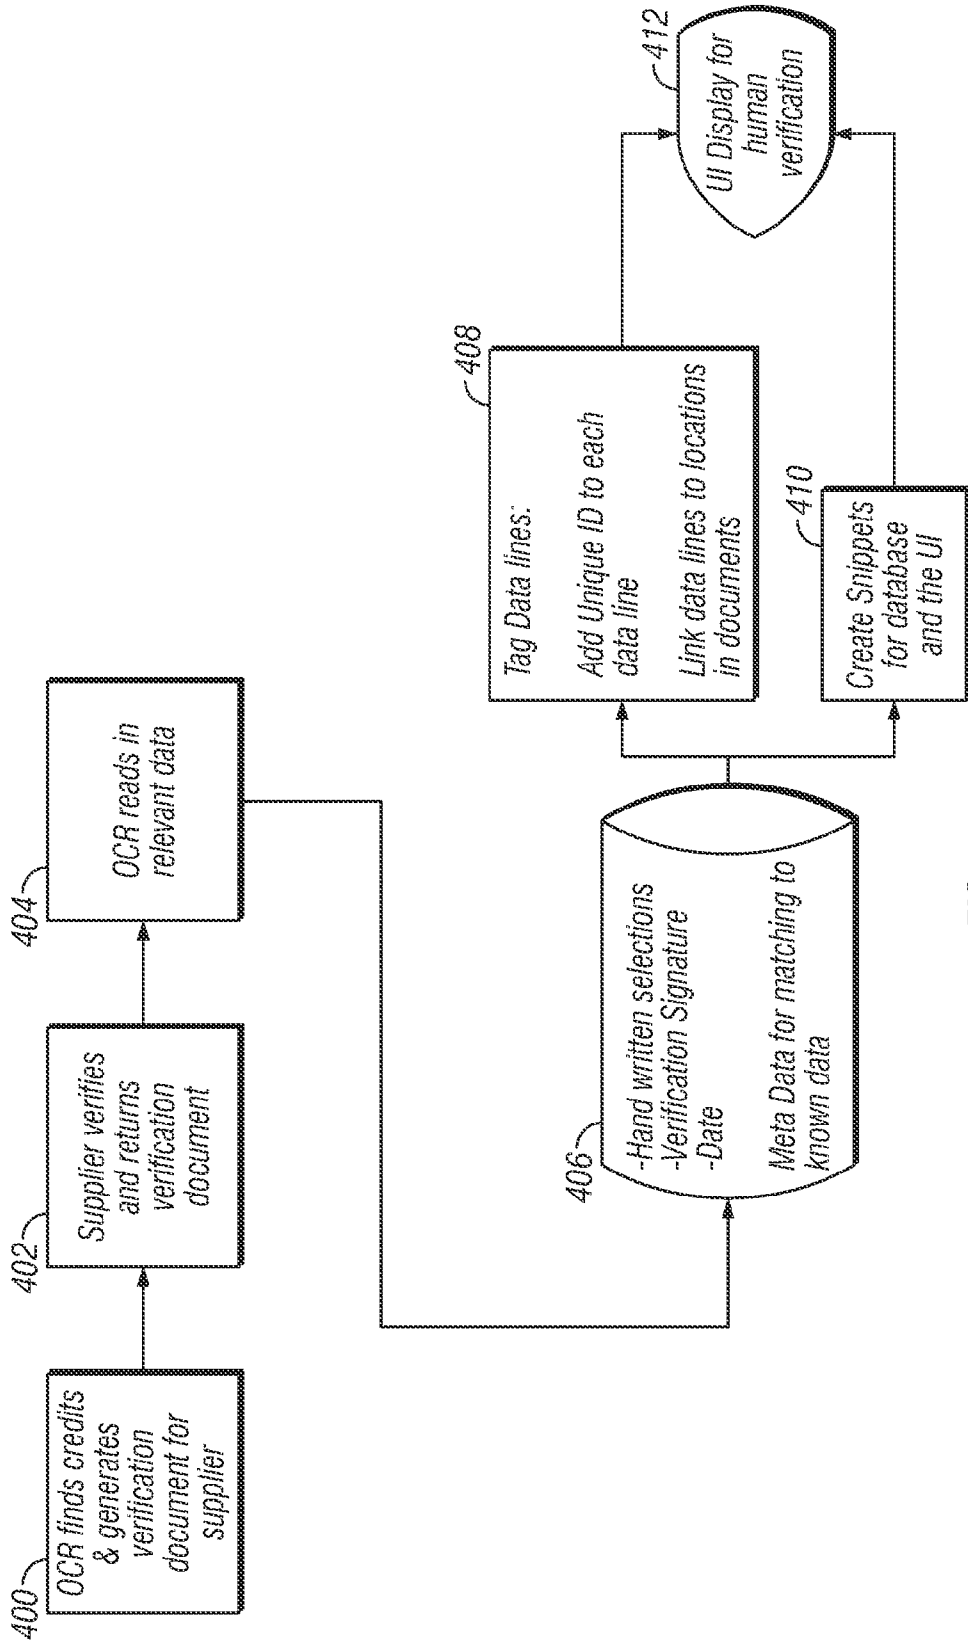 400
OCR finds credits
& generates
verification
document for
supplier
402
Supplier verifies
and returns
verification
document
404
OCR reads in
relevant data
406
-Hand written selections
-Verification Signature
-Date
Meta Data for matching to
known data
408
Tag Data lines:
Add Unique ID to each
data line
Link data lines to locations
in documents
410
Create Snippets
for database
and the UI
412
UI Display for
human
verification